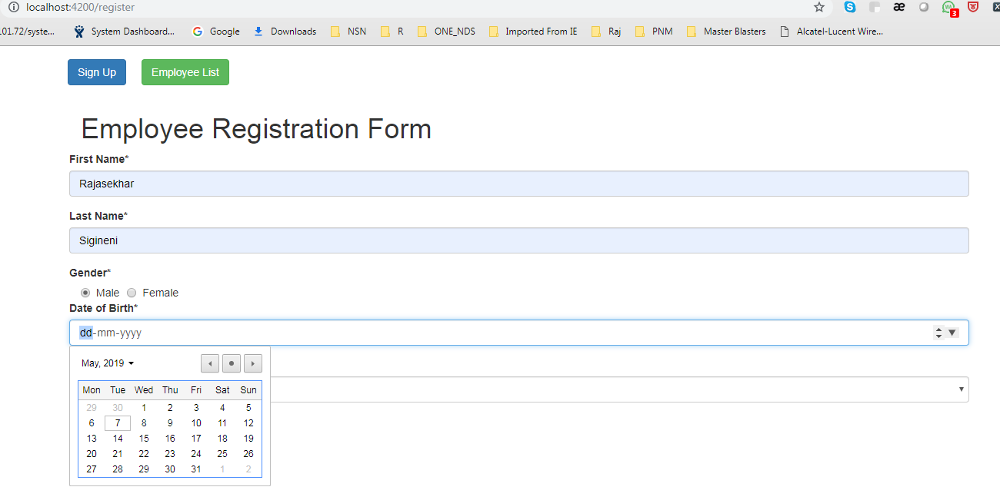 localhost:4200/register
3
.01.72/syste... System Dashboard... Google Downloads NSN R ONE_NDS Imported From IE Raj PNM Master Blasters Alcatel-Lucent Wire...
Sign Up Employee List
Employee Registration Form
First Name*
Rajasekhar
Last Name*
Sigineni
Gender*
Male Female
Date of Birth*
dd-mm-yyyy
May, 2019
Mon Tue Wed Thu Fri Sat Sun
29 30 1 2 3 4 5
6 7 8 9 10 11 12
13 14 15 16 17 18 19
20 21 22 23 24 25 26
27 28 29 30 31 1 2